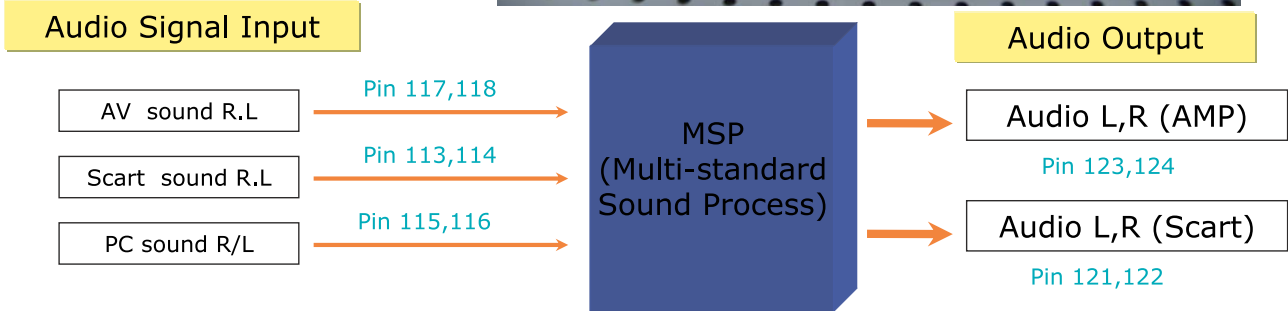 Audio Signal Input
Audio Output
AV sound R.L
Pin 117,118
Scart sound R.L
Pin 113,114
PC sound R/L
Pin 115,116
MSP
(Multi-standard
Sound Process)
Audio L,R (AMP)
Pin 123,124
Audio L,R (Scart)
Pin 121,122